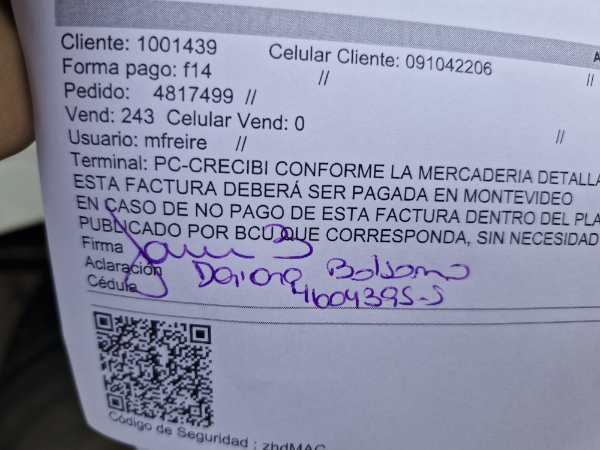 Cliente: 1001439 Celular Cliente: 091042206
Forma pago: f14 // //
Pedido: 4817499 //
Vend: 243 Celular Vend: 0 //
Usuario: mfreire //
Terminal: PC-CRECIBI CONFORME LA MERCADERIA DETALLA
ESTA FACTURA DEBERÁ SER PAGADA EN MONTEVIDEO
EN CASO DE NO PAGO DE ESTA FACTURA DENTRO DEL PLA
PUBLICADO POR BCU QUE CORRESPONDA, SIN NECESIDAD
Firma
Aclaración
Cédula 4604395-5
Código de Seguridad : zhdMAC